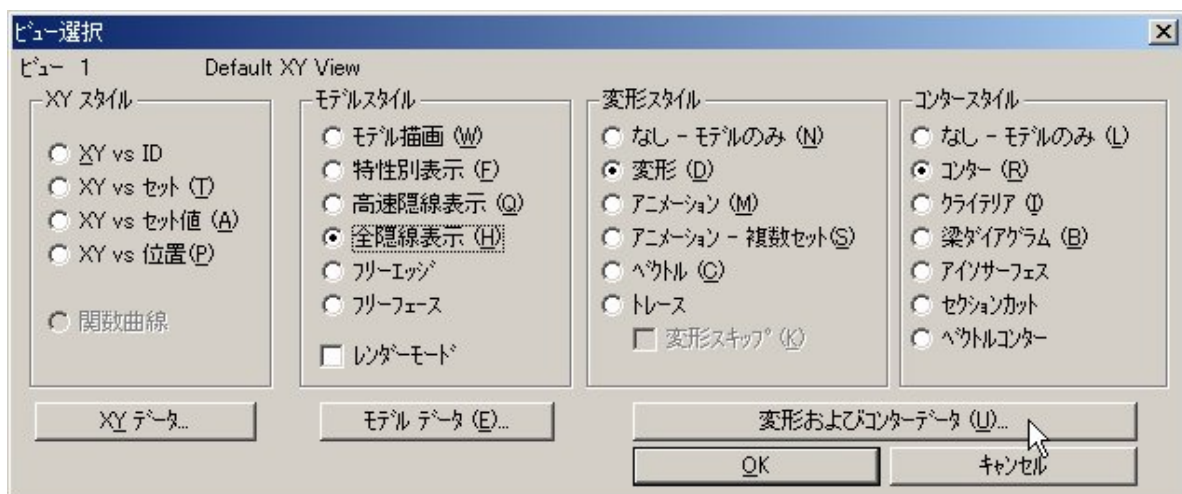 ビュー選択
ビュー 1 Default XY View
XY スタイル
XY vs ID
XY vs セット (T)
XY vs セット値 (A)
XY vs 位置(P)
関数曲線
モデルスタイル
モデル描画 (W)
特性別表示 (F)
高速隠線表示 (Q)
全隠線表示 (H)
フリーエッジ
フリーフェース
レンダーモード
変形スタイル
なし - モデルのみ (N)
変形 (D)
アニメーション (M)
アニメーション - 複数セット(S)
ベクトル (C)
トレース
変形スキップ (K)
コンタースタイル
なし - モデルのみ (L)
コンター (R)
クライテリア (I)
梁ダイアグラム (B)
アイソサーフェス
セクションカット
ベクトルコンター
XY データ...
モデル データ (E)...
変形およびコンターデータ (U)...
OK
キャンセル